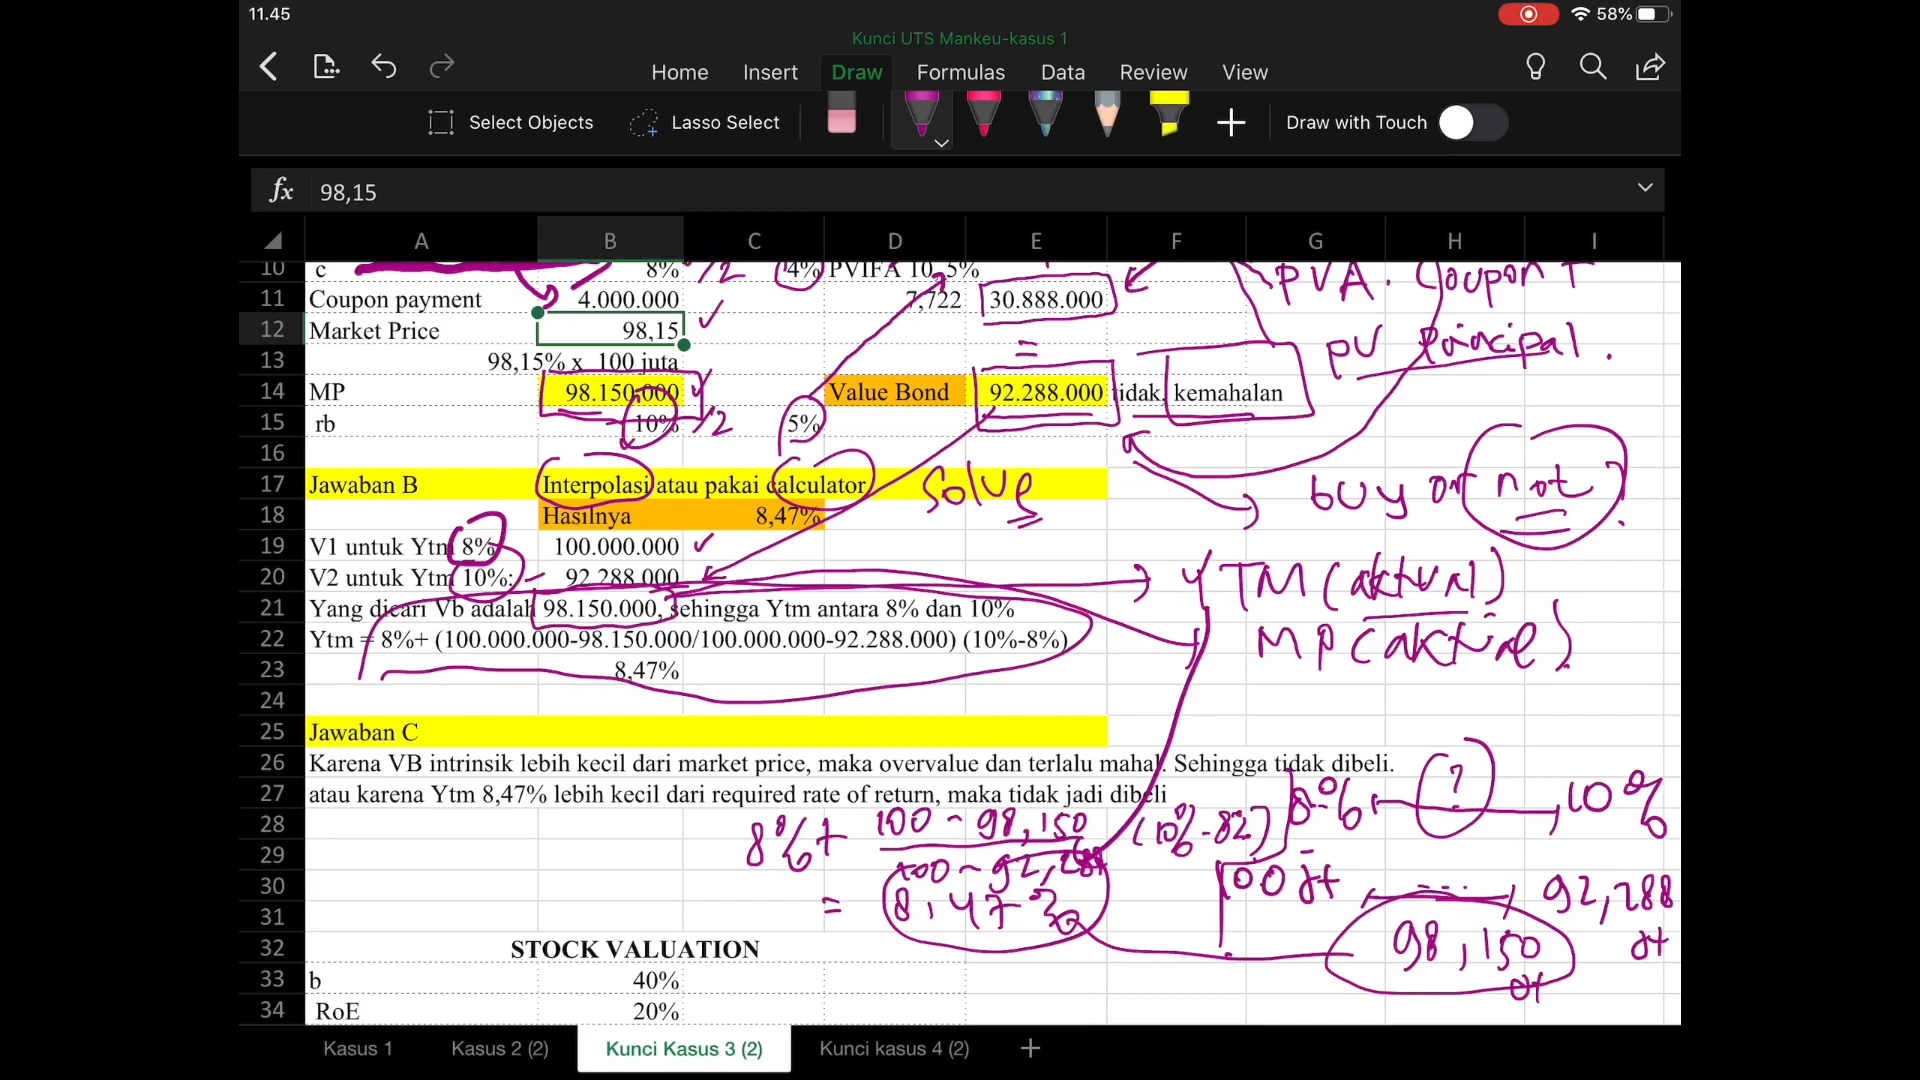 11.45
58%
Kunci UTS Mankeu-kasus 1
Home Insert Draw Formulas Data Review View
Select Objects Lasso Select Draw with Touch
fx 98,15
A B C D E F G H I
10 c 8% /2 4% PVIFA 10, 5% PVA. Coupon +
11 Coupon payment 4.000.000 7,722 30.888.000
12 Market Price 98,15 = PV Principal.
13 98,15% x 100 juta
14 MP 98.150.000 Value Bond 92.288.000 tidak, kemahalan
15 rb 10% /2 5%
16
17 Jawaban B Interpolasi atau pakai calculator Solve buy or not ?
18 Hasilnya 8,47%
19 V1 untuk Ytm 8% 100.000.000
20 V2 untuk Ytm 10%: 92.288.000 YTM (aktual)
21 Yang dicari Vb adalah 98.150.000, sehingga Ytm antara 8% dan 10%
22 Ytm = 8%+ (100.000.000-98.150.000/100.000.000-92.288.000) (10%-8%) MP
23 8,47%
24
25 Jawaban C
26 Karena VB intrinsik lebih kecil dari market price, maka overvalue dan terlalu mahal. Sehingga tidak dibeli.
27 atau karena Ytm 8,47% lebih kecil dari required rate of return, maka tidak jadi dibeli
8% ? 10%
28 8% + 100 - 98,150 (10% - 8%)
29 100 - 92,288
30 = 8,47% 100 jt 92,288 jt
31 98,150 jt
32 STOCK VALUATION
33 b 40%
34 RoE 20%
Kasus 1 Kasus 2 (2) Kunci Kasus 3 (2) Kunci kasus 4 (2) +